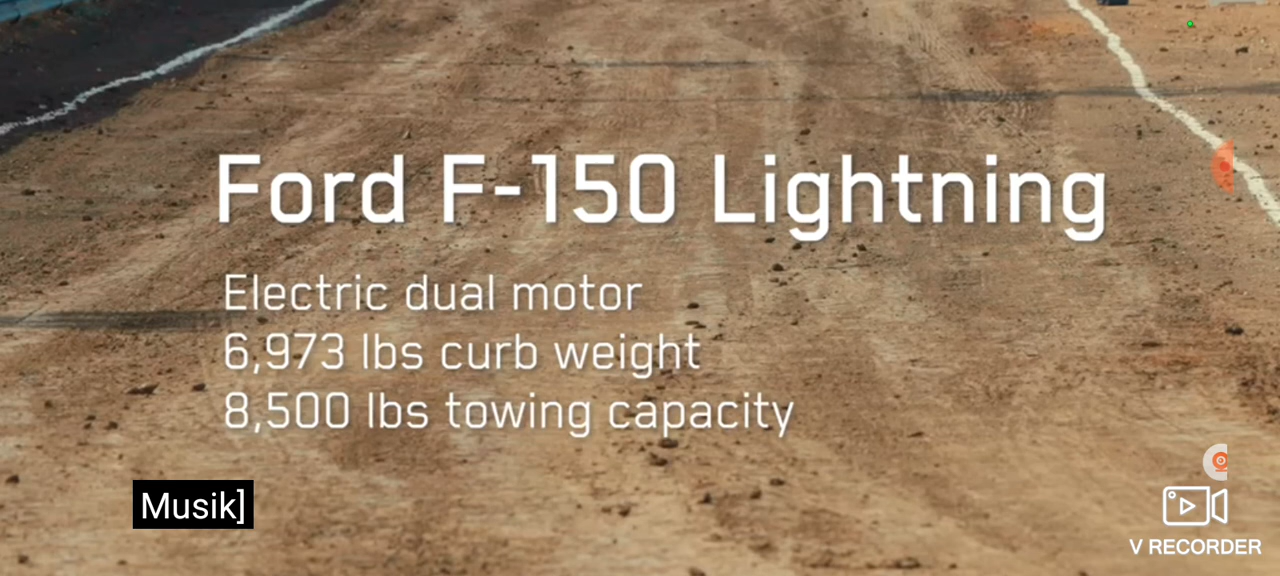 Ford F-150 Lightning
Electric dual motor
6,973 lbs curb weight
8,500 lbs towing capacity
Musik]
V RECORDER